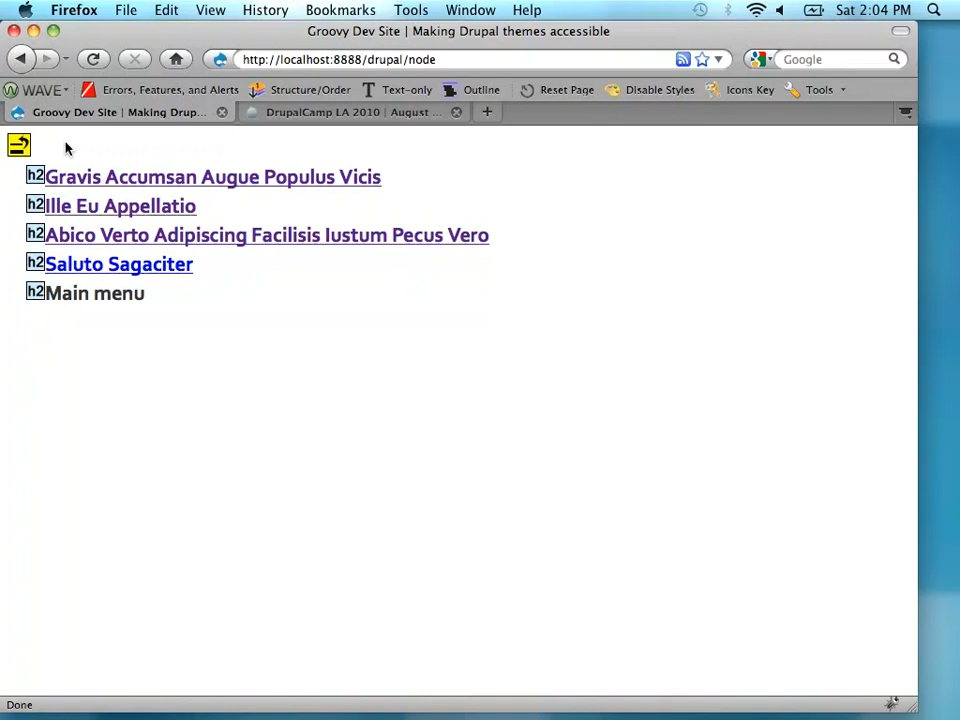 Firefox File Edit View History Bookmarks Tools Window Help Sat 2:04 PM
Groovy Dev Site | Making Drupal themes accessible
http://localhost:8888/drupal/node Google
WAVE Errors, Features, and Alerts Structure/Order Text-only Outline Reset Page Disable Styles Icons Key Tools
Groovy Dev Site | Making Drup... DrupalCamp LA 2010 | August ...
h2 Gravis Accumsan Augue Populus Vicis
h2 Ille Eu Appellatio
h2 Abico Verto Adipiscing Facilisis Iustum Pecus Vero
h2 Saluto Sagaciter
h2 Main menu
Done